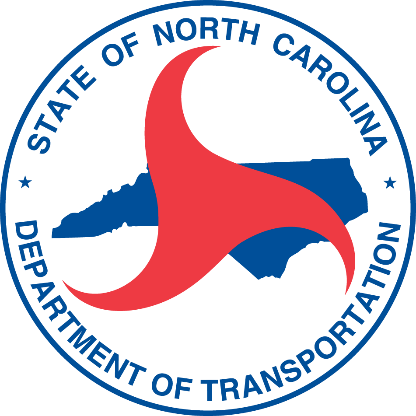 STATE OF NORTH CAROLINA
DEPARTMENT OF TRANSPORTATION